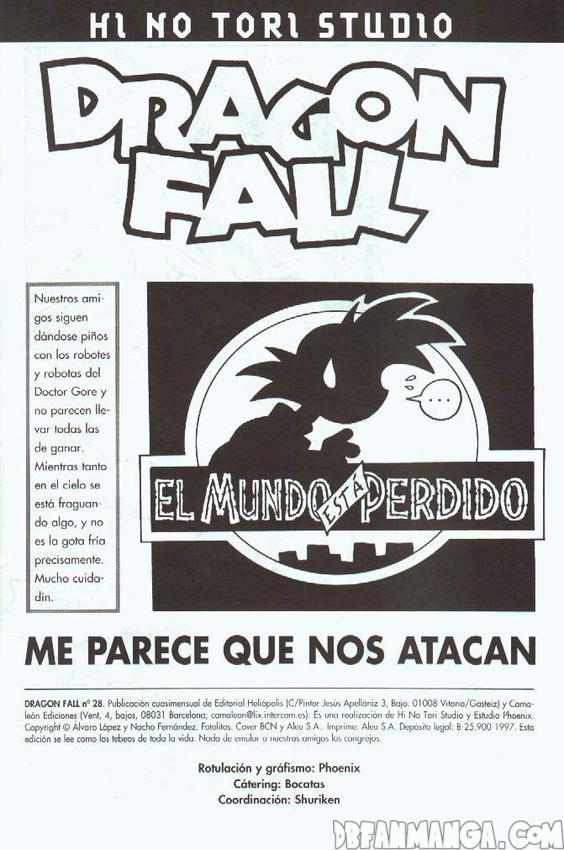 HI NO TORI STUDIO
DRAGON
FALL
Nuestros ami-
gos siguen
dándose piños
con los robotes
y robotas del
Doctor Gore y
no parecen lle-
var todas las
de ganar.
Mientras tanto
en el cielo se
está fraguan-
do algo, y no
es la gota fría
precisamente.
Mucho cuida-
din.
...
EL MUNDO ESTÁ PERDIDO
ME PARECE QUE NOS ATACAN
DRAGON FALL nº 28. Publicación cuasimensual de Editorial Heliópolis (C/Pintor Jesús Apellániz 3, Bajo. 01008 Vitoria/Gasteiz) y Cama-
león Ediciones (Vent, 4, bajos, 08031 Barcelona; camaleon@lix.intercom.es). Es una realización de Hi No Tori Studio y Estudio Phoenix.
Copyright © Álvaro López y Nacho Fernández. Fotolitos, Cover BCN y Aleu S.A.. Imprime: Aleu S.A. Depósito legal: B-25.900-1997. Esta
edición se lee como los tebeos de toda la vida. Nada de emular a nuestros amigos los cangrejos.
Rotulación y grafismo: Phoenix
Cátering: Bocatas
Coordinación: Shuriken
DBFANMANGA.COM